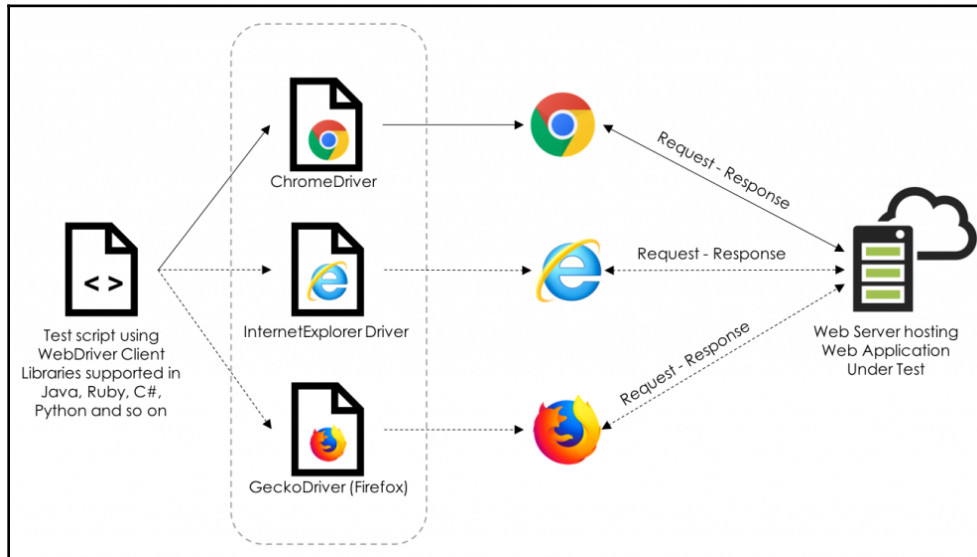 ChromeDriver
Request - Response
Test script using
WebDriver Client
Libraries supported in
Java, Ruby, C#,
Python and so on
< >
InternetExplorer Driver
Request - Response
Web Server hosting
Web Application
Under Test
GeckoDriver (Firefox)
Request - Response